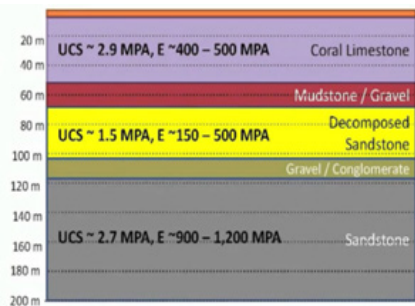 20 m
UCS ~ 2.9 MPA, E ~400 – 500 MPA
Coral Limestone
40 m
60 m
Mudstone / Gravel
80 m
UCS ~ 1.5 MPA, E ~150 – 500 MPA
Decomposed
Sandstone
100 m
Gravel / Conglomerate
120 m
140 m
UCS ~ 2.7 MPA, E ~900 – 1,200 MPA
Sandstone
160 m
180 m
200 m